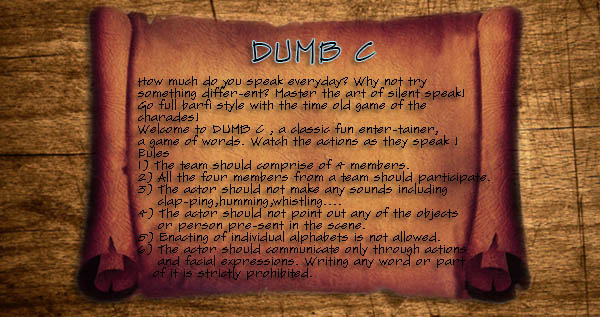 DUMB C
How much do you speak everyday? Why not try
something differ-ent? Master the art of silent speak!
Go full barfi style with the time old game of the
charades!
Welcome to DUMB C , a classic fun enter-tainer,
a game of words. Watch the actions as they speak !
Rules
1) The team should comprise of 4 members.
2) All the four members from a team should participate.
3) The actor should not make any sounds including
clap-ping,humming,whistling....
4) The actor should not point out any of the objects
or person pre-sent in the scene.
5) Enacting of individual alphabets is not allowed.
6) The actor should communicate only through actions
and facial expressions. Writing any word or part
of it is strictly prohibited.